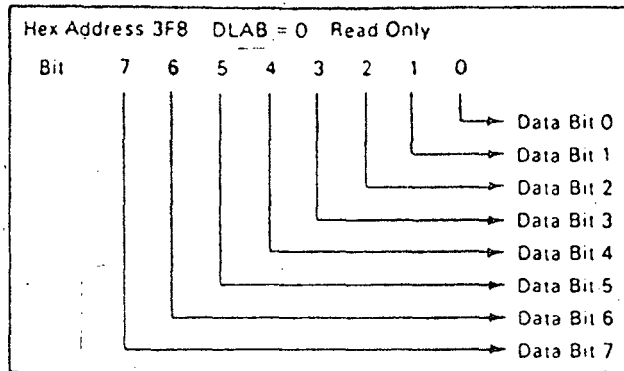 Hex Address 3F8 DLAB = 0 Read Only
Bit 7 6 5 4 3 2 1 0
Data Bit 0
Data Bit 1
Data Bit 2
Data Bit 3
Data Bit 4
Data Bit 5
Data Bit 6
Data Bit 7